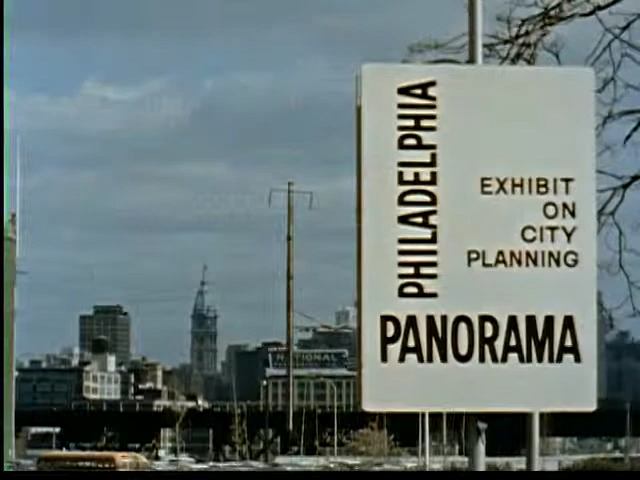 PHILADELPHIA
PANORAMA
EXHIBIT
ON
CITY
PLANNING
NATIONAL